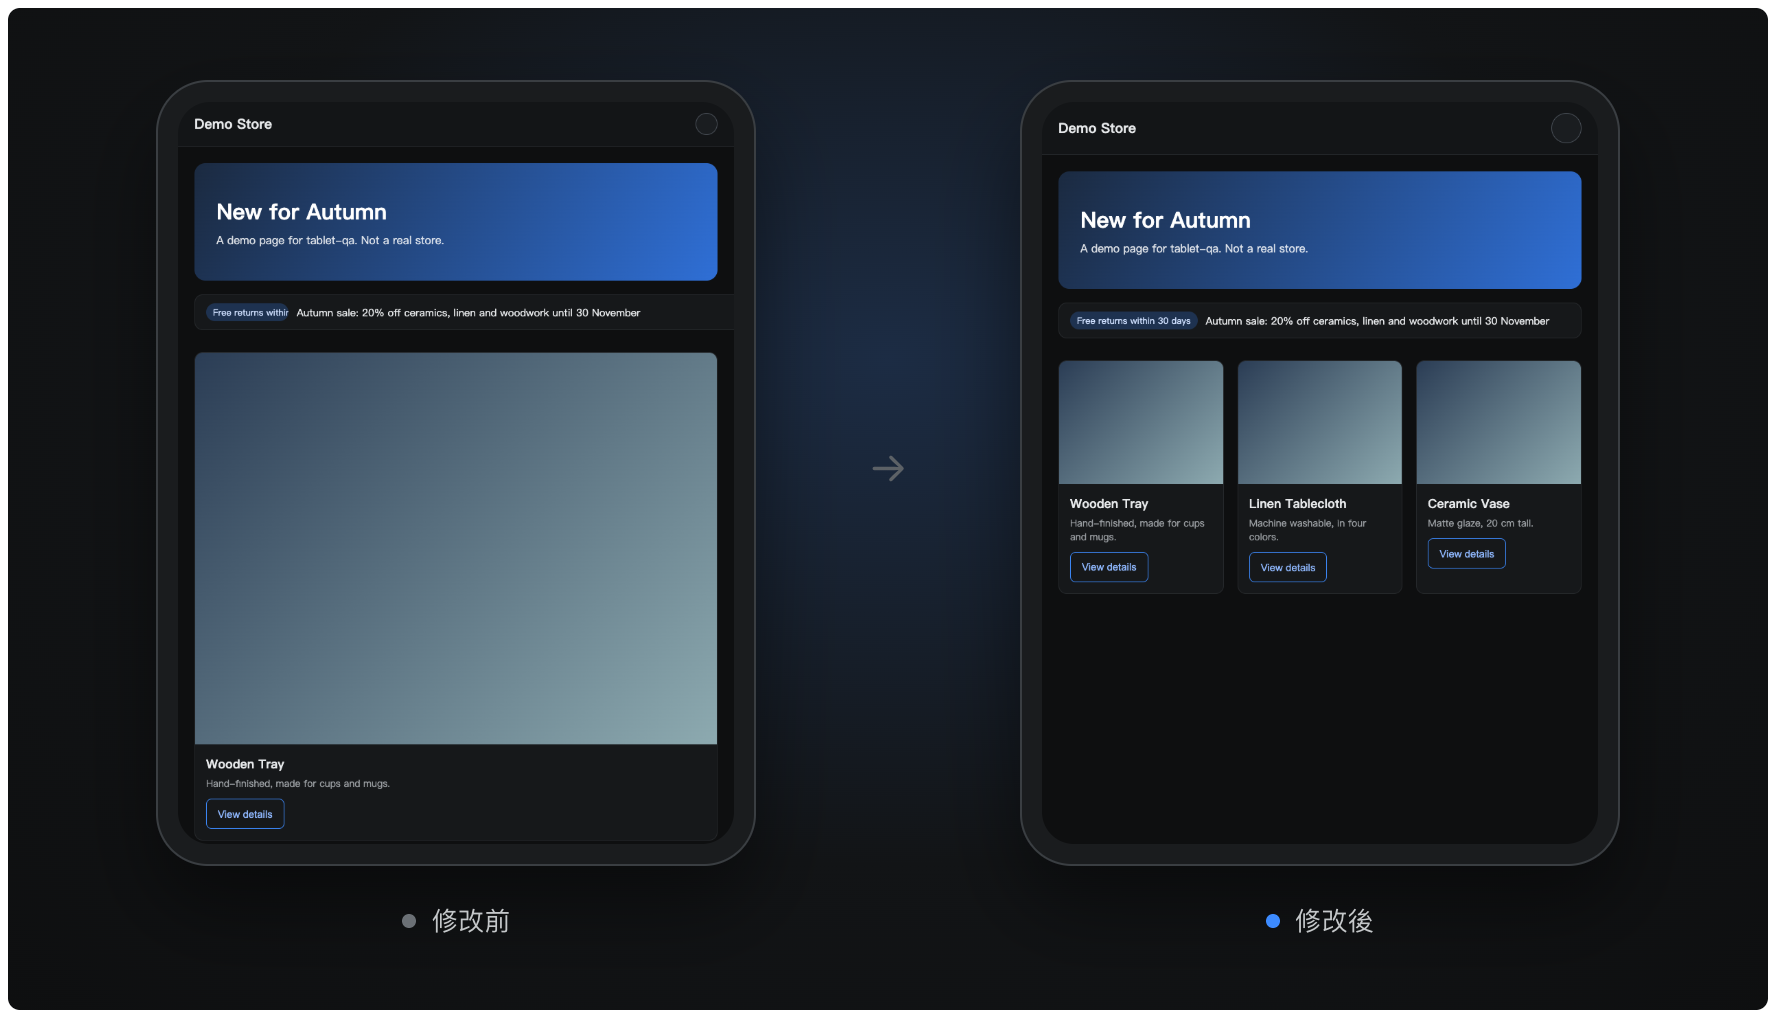 Demo Store
New for Autumn
A demo page for tablet-qa. Not a real store.
Free returns withir
Autumn sale: 20% off ceramics, linen and woodwork until 30 November
Wooden Tray
Hand-finished, made for cups and mugs.
View details
修改前
Demo Store
New for Autumn
A demo page for tablet-qa. Not a real store.
Free returns within 30 days
Autumn sale: 20% off ceramics, linen and woodwork until 30 November
Wooden Tray
Hand-finished, made for cups
and mugs.
View details
Linen Tablecloth
Machine washable, in four
colors.
View details
Ceramic Vase
Matte glaze, 20 cm tall.
View details
修改後